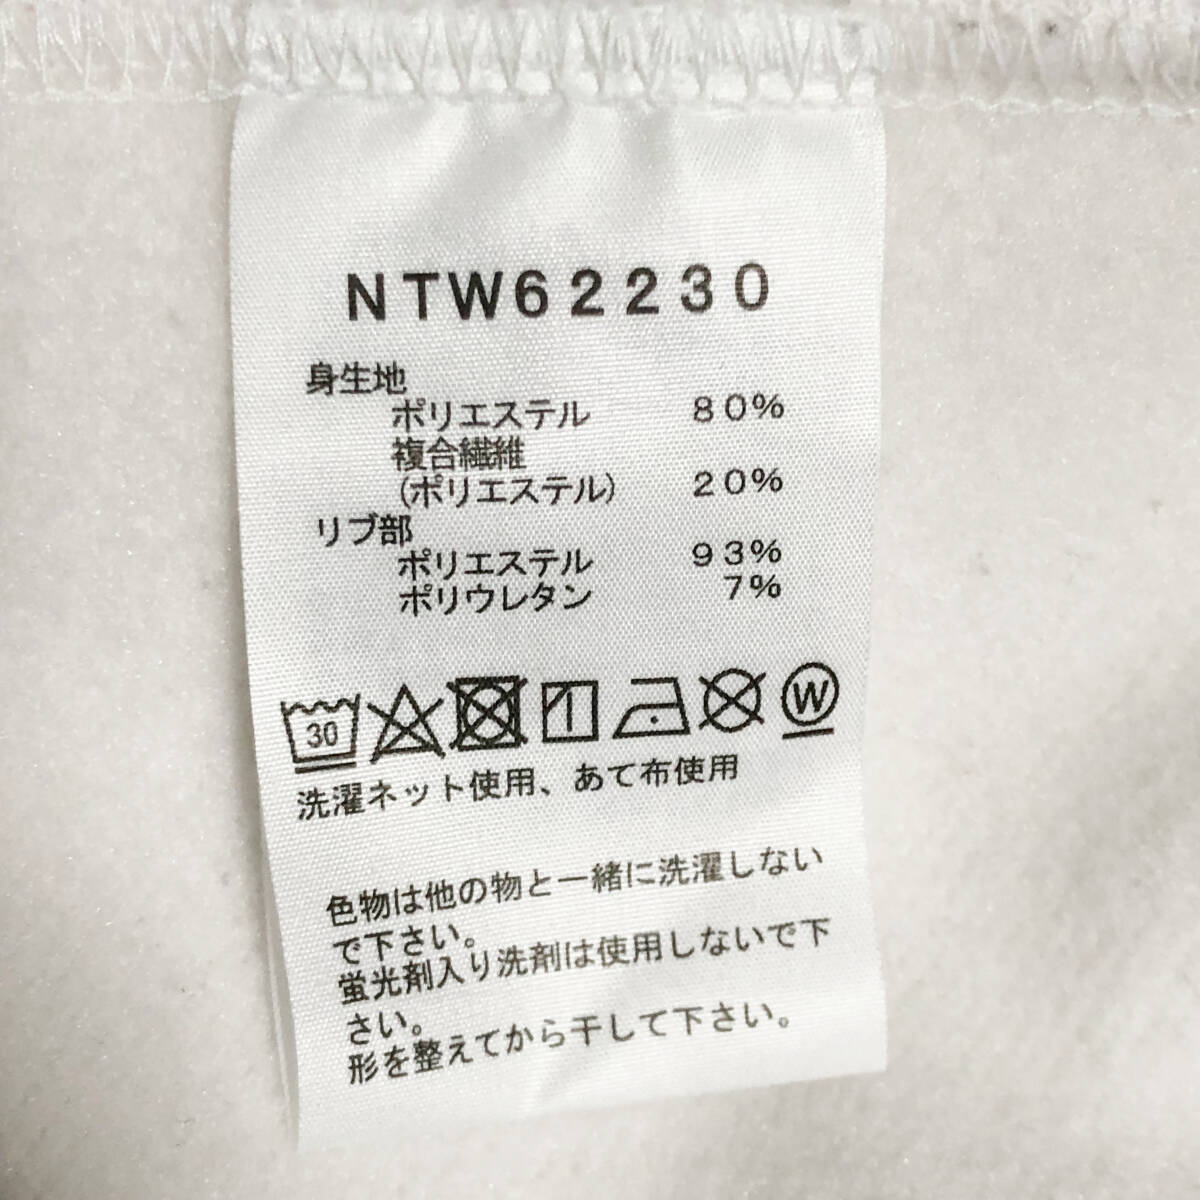 NTW62230
身生地
ポリエステル 80%
複合繊維
(ポリエステル) 20%
リブ部
ポリエステル 93%
ポリウレタン 7%
30 W
洗濯ネット使用、あて布使用
色物は他の物と一緒に洗濯しない
で下さい。
蛍光剤入り洗剤は使用しないで下
さい。
形を整えてから干して下さい。